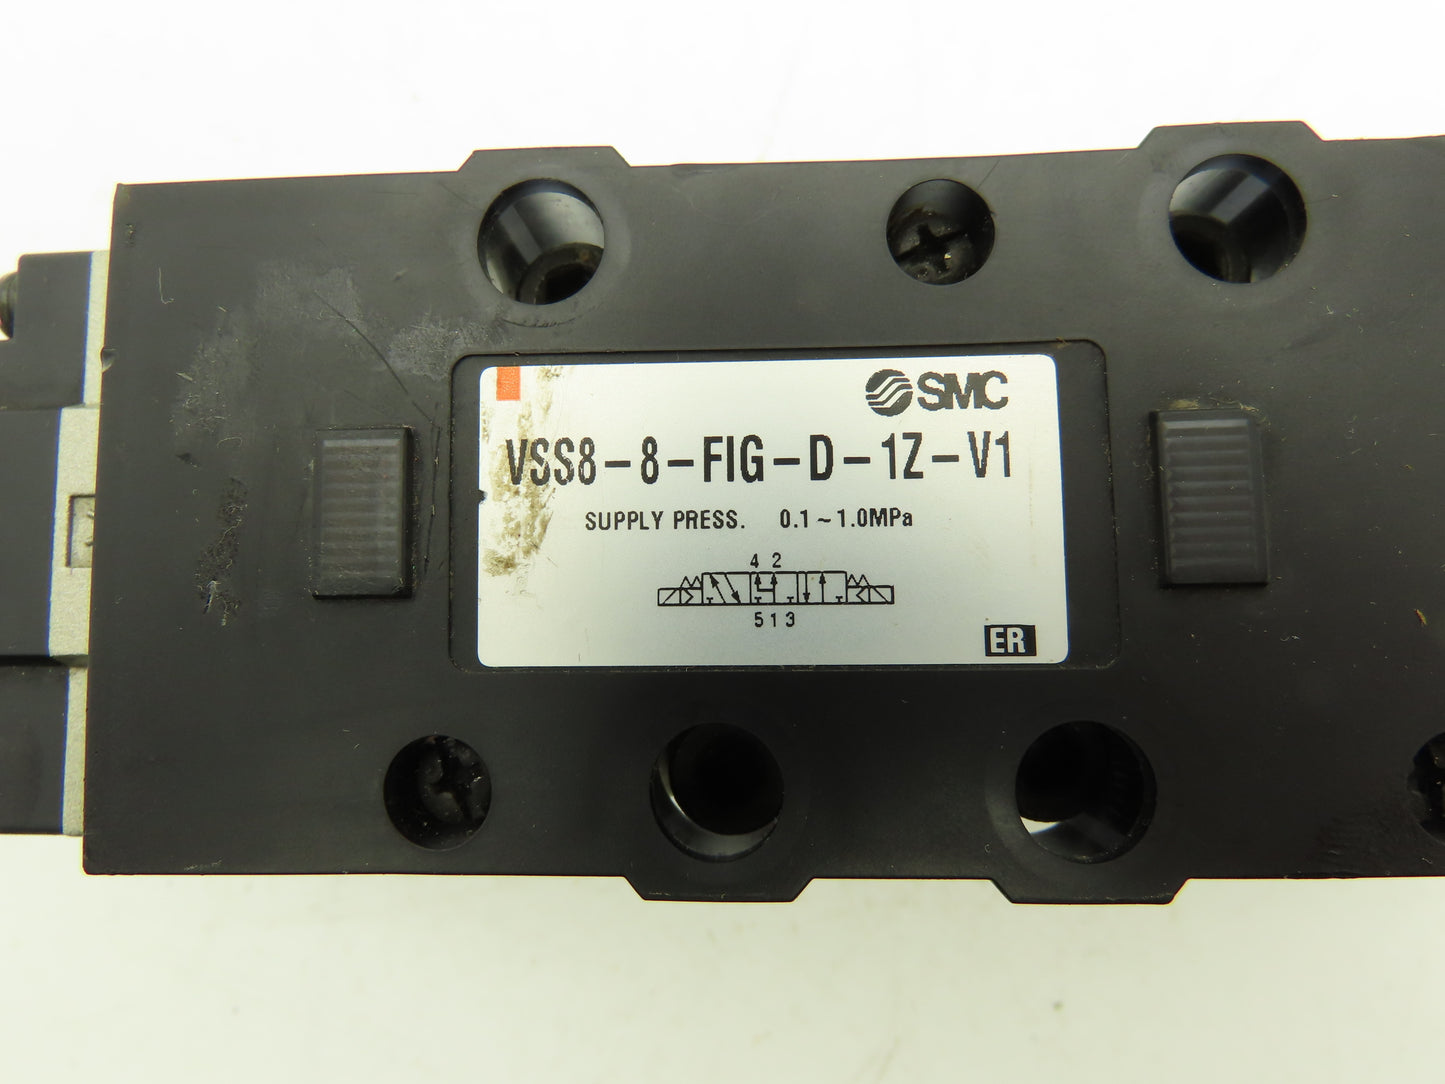 SMC
VSS8-8-FIG-D-1Z-V1
SUPPLY PRESS. 0.1~1.0MPa
4 2
5 1 3
ER